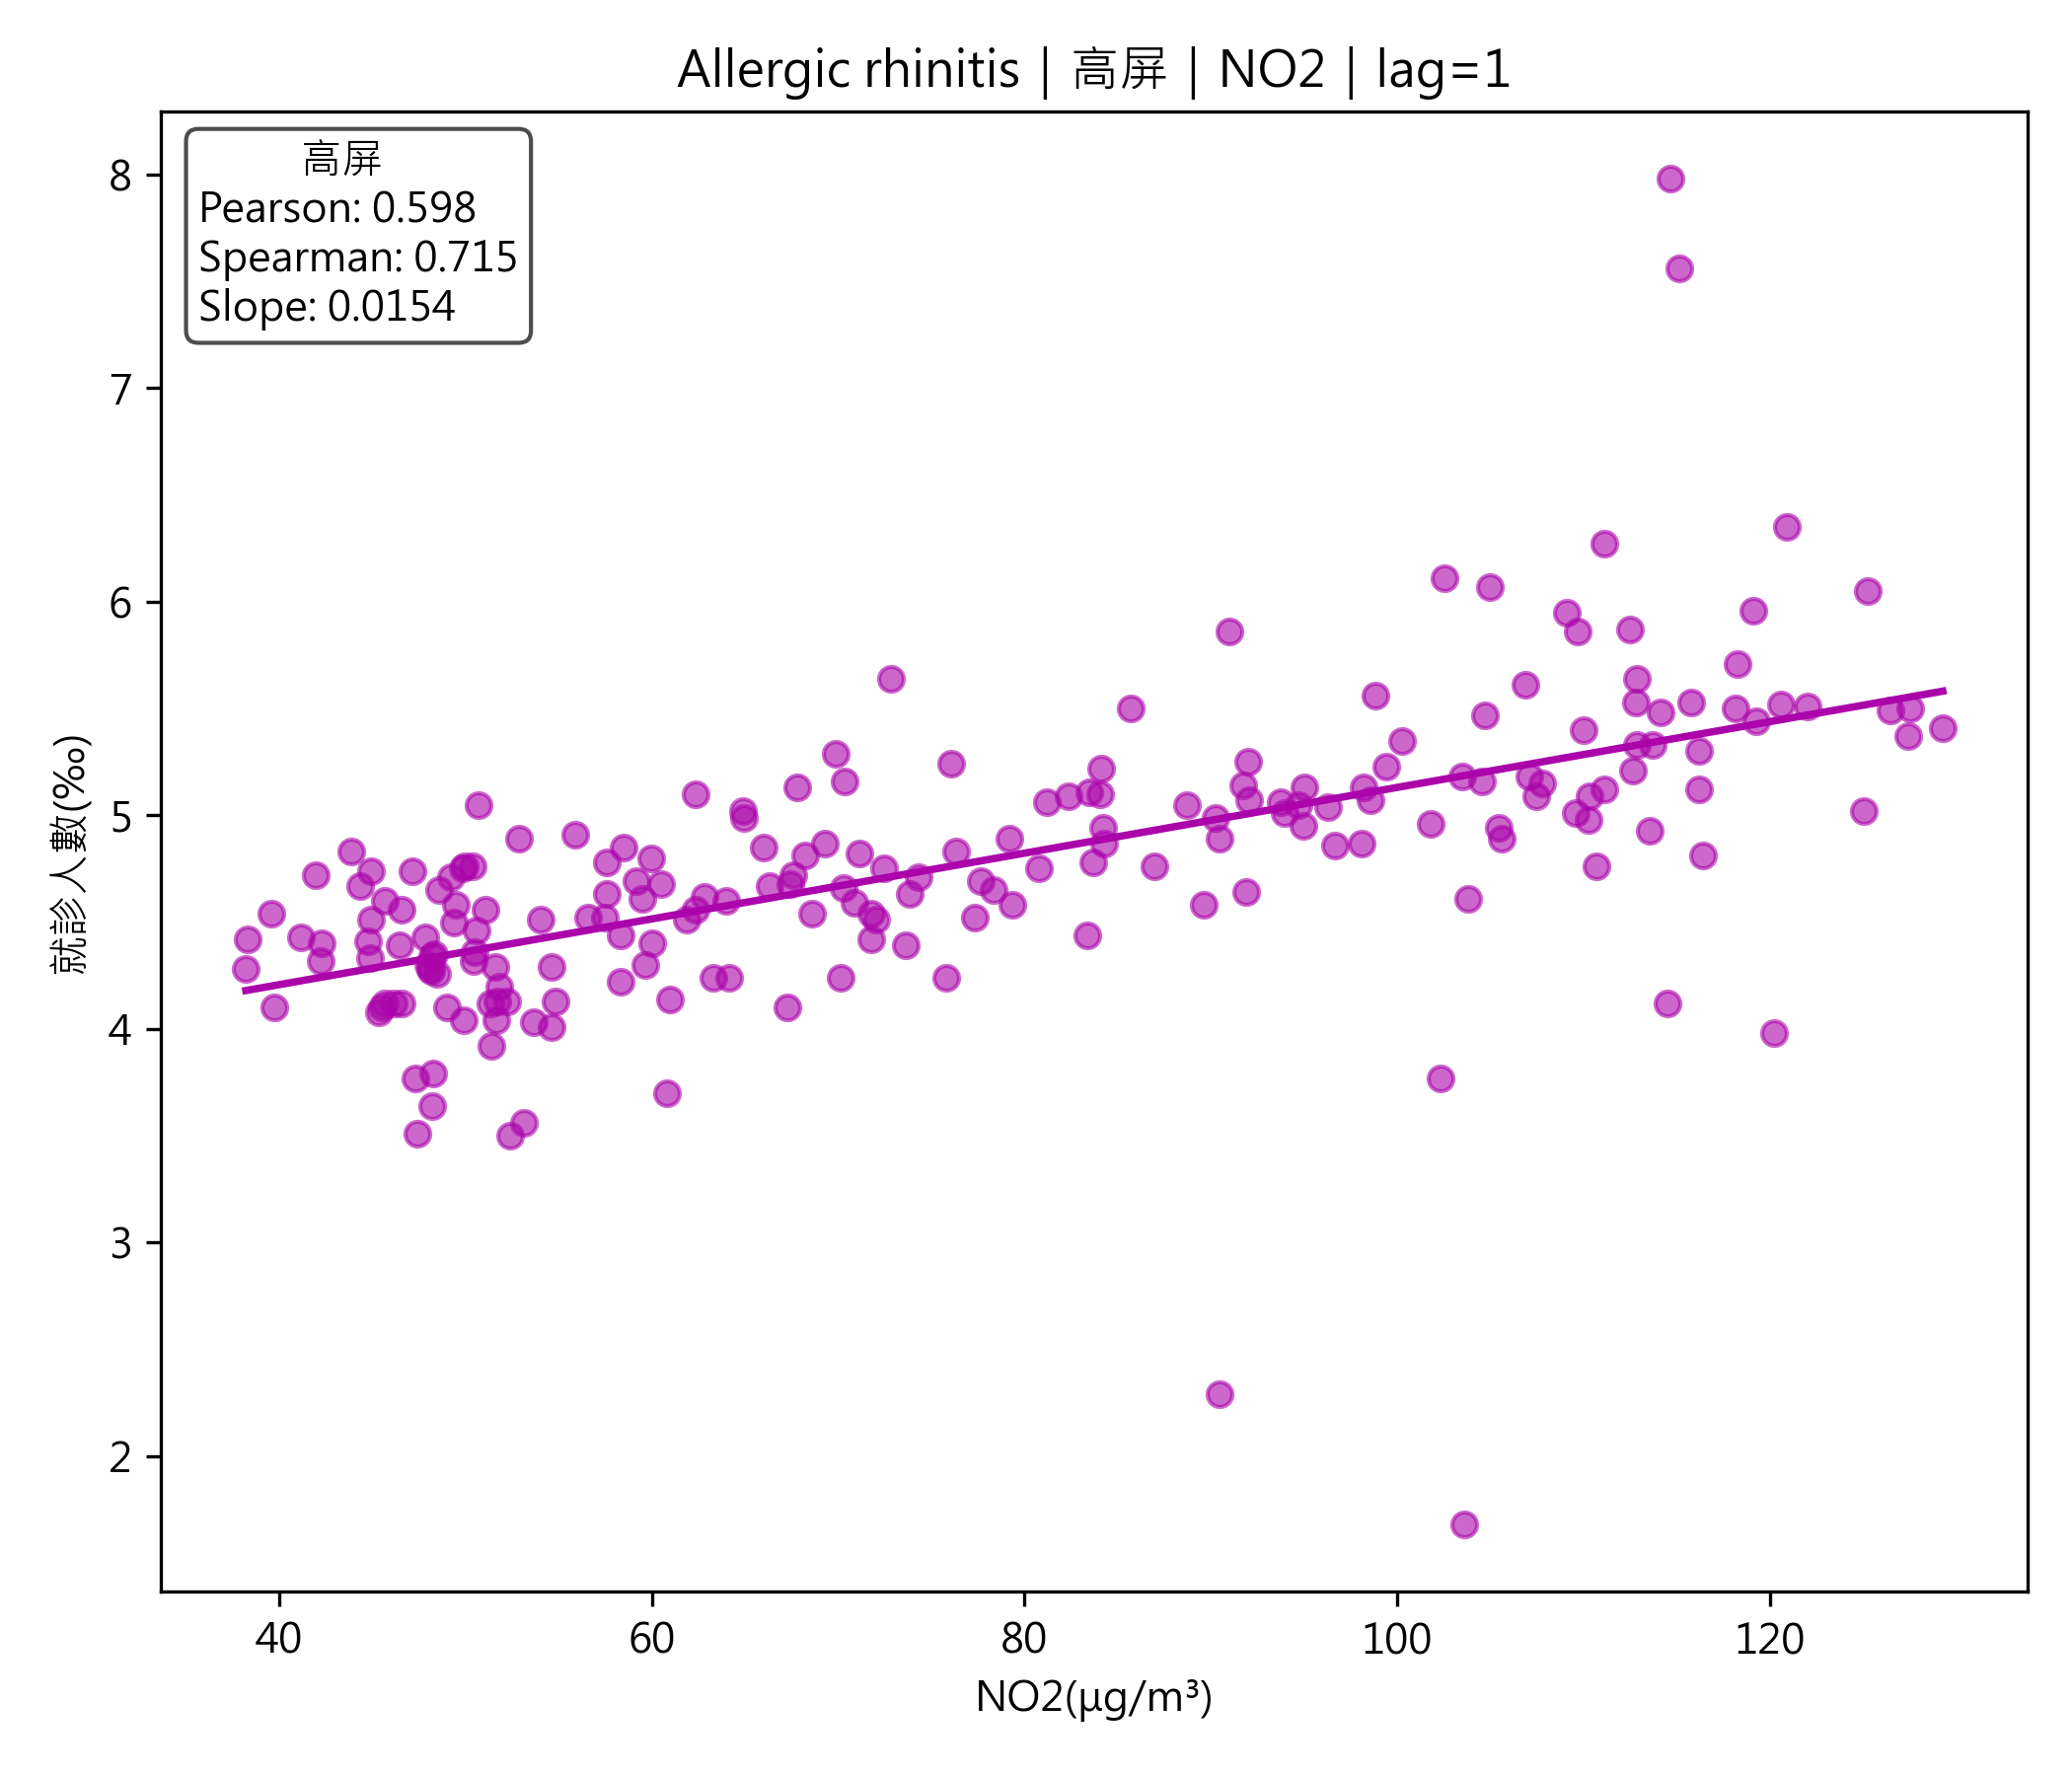 Allergic rhinitis | 高屏 | NO2 | lag=1
高屏
Pearson: 0.598
Spearman: 0.715
Slope: 0.0154
就診人數(‰)
8
7
6
5
4
3
2
40 60 80 100 120
NO2(μg/m³)